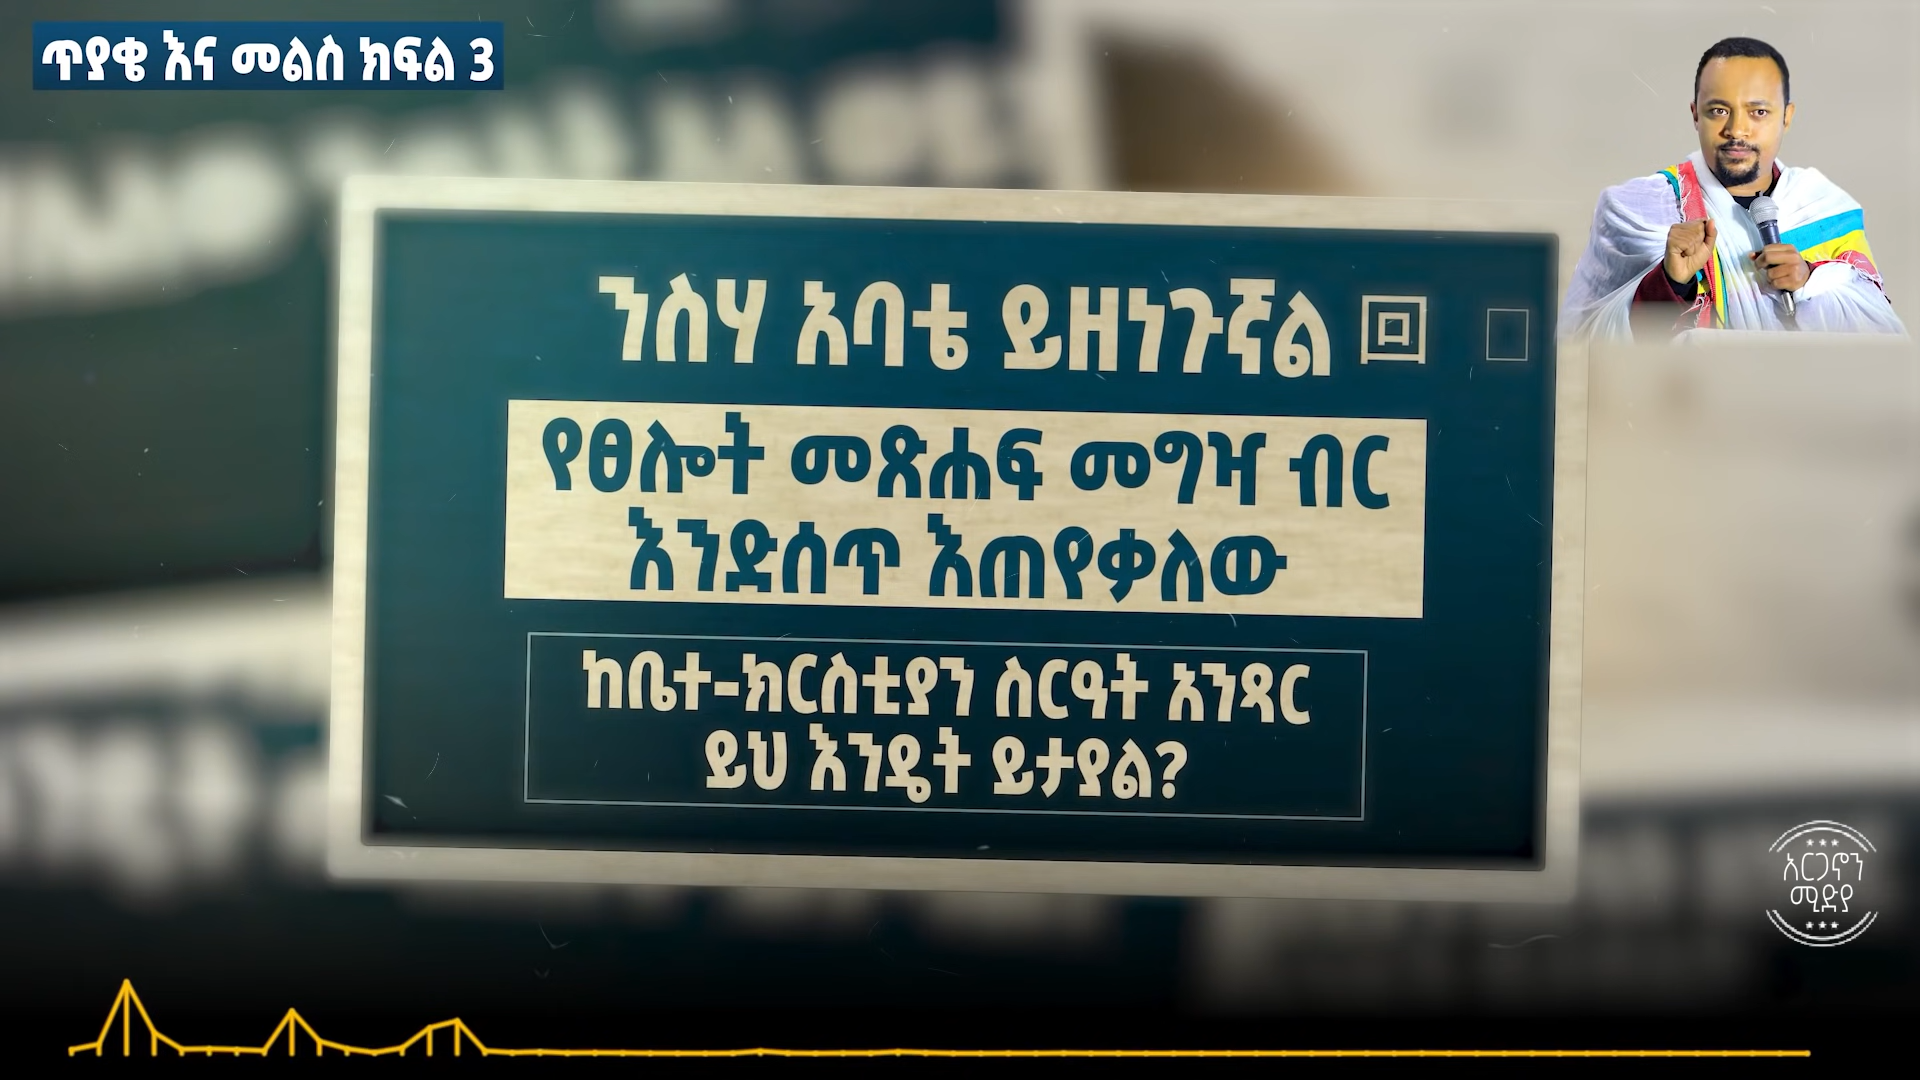 ጥያቄ እና መልስ ክፍል 3
ንስሃ አባቴ ይዘነጉኛል
የፀሎት መጽሐፍ መግዣ ብር
እንድሰጥ እጠየቃለው
ከቤተ-ክርስቲያን ስርዓት አንጻር
ይህ እንዴት ይታያል?
አርጋኖን
ሚድያ